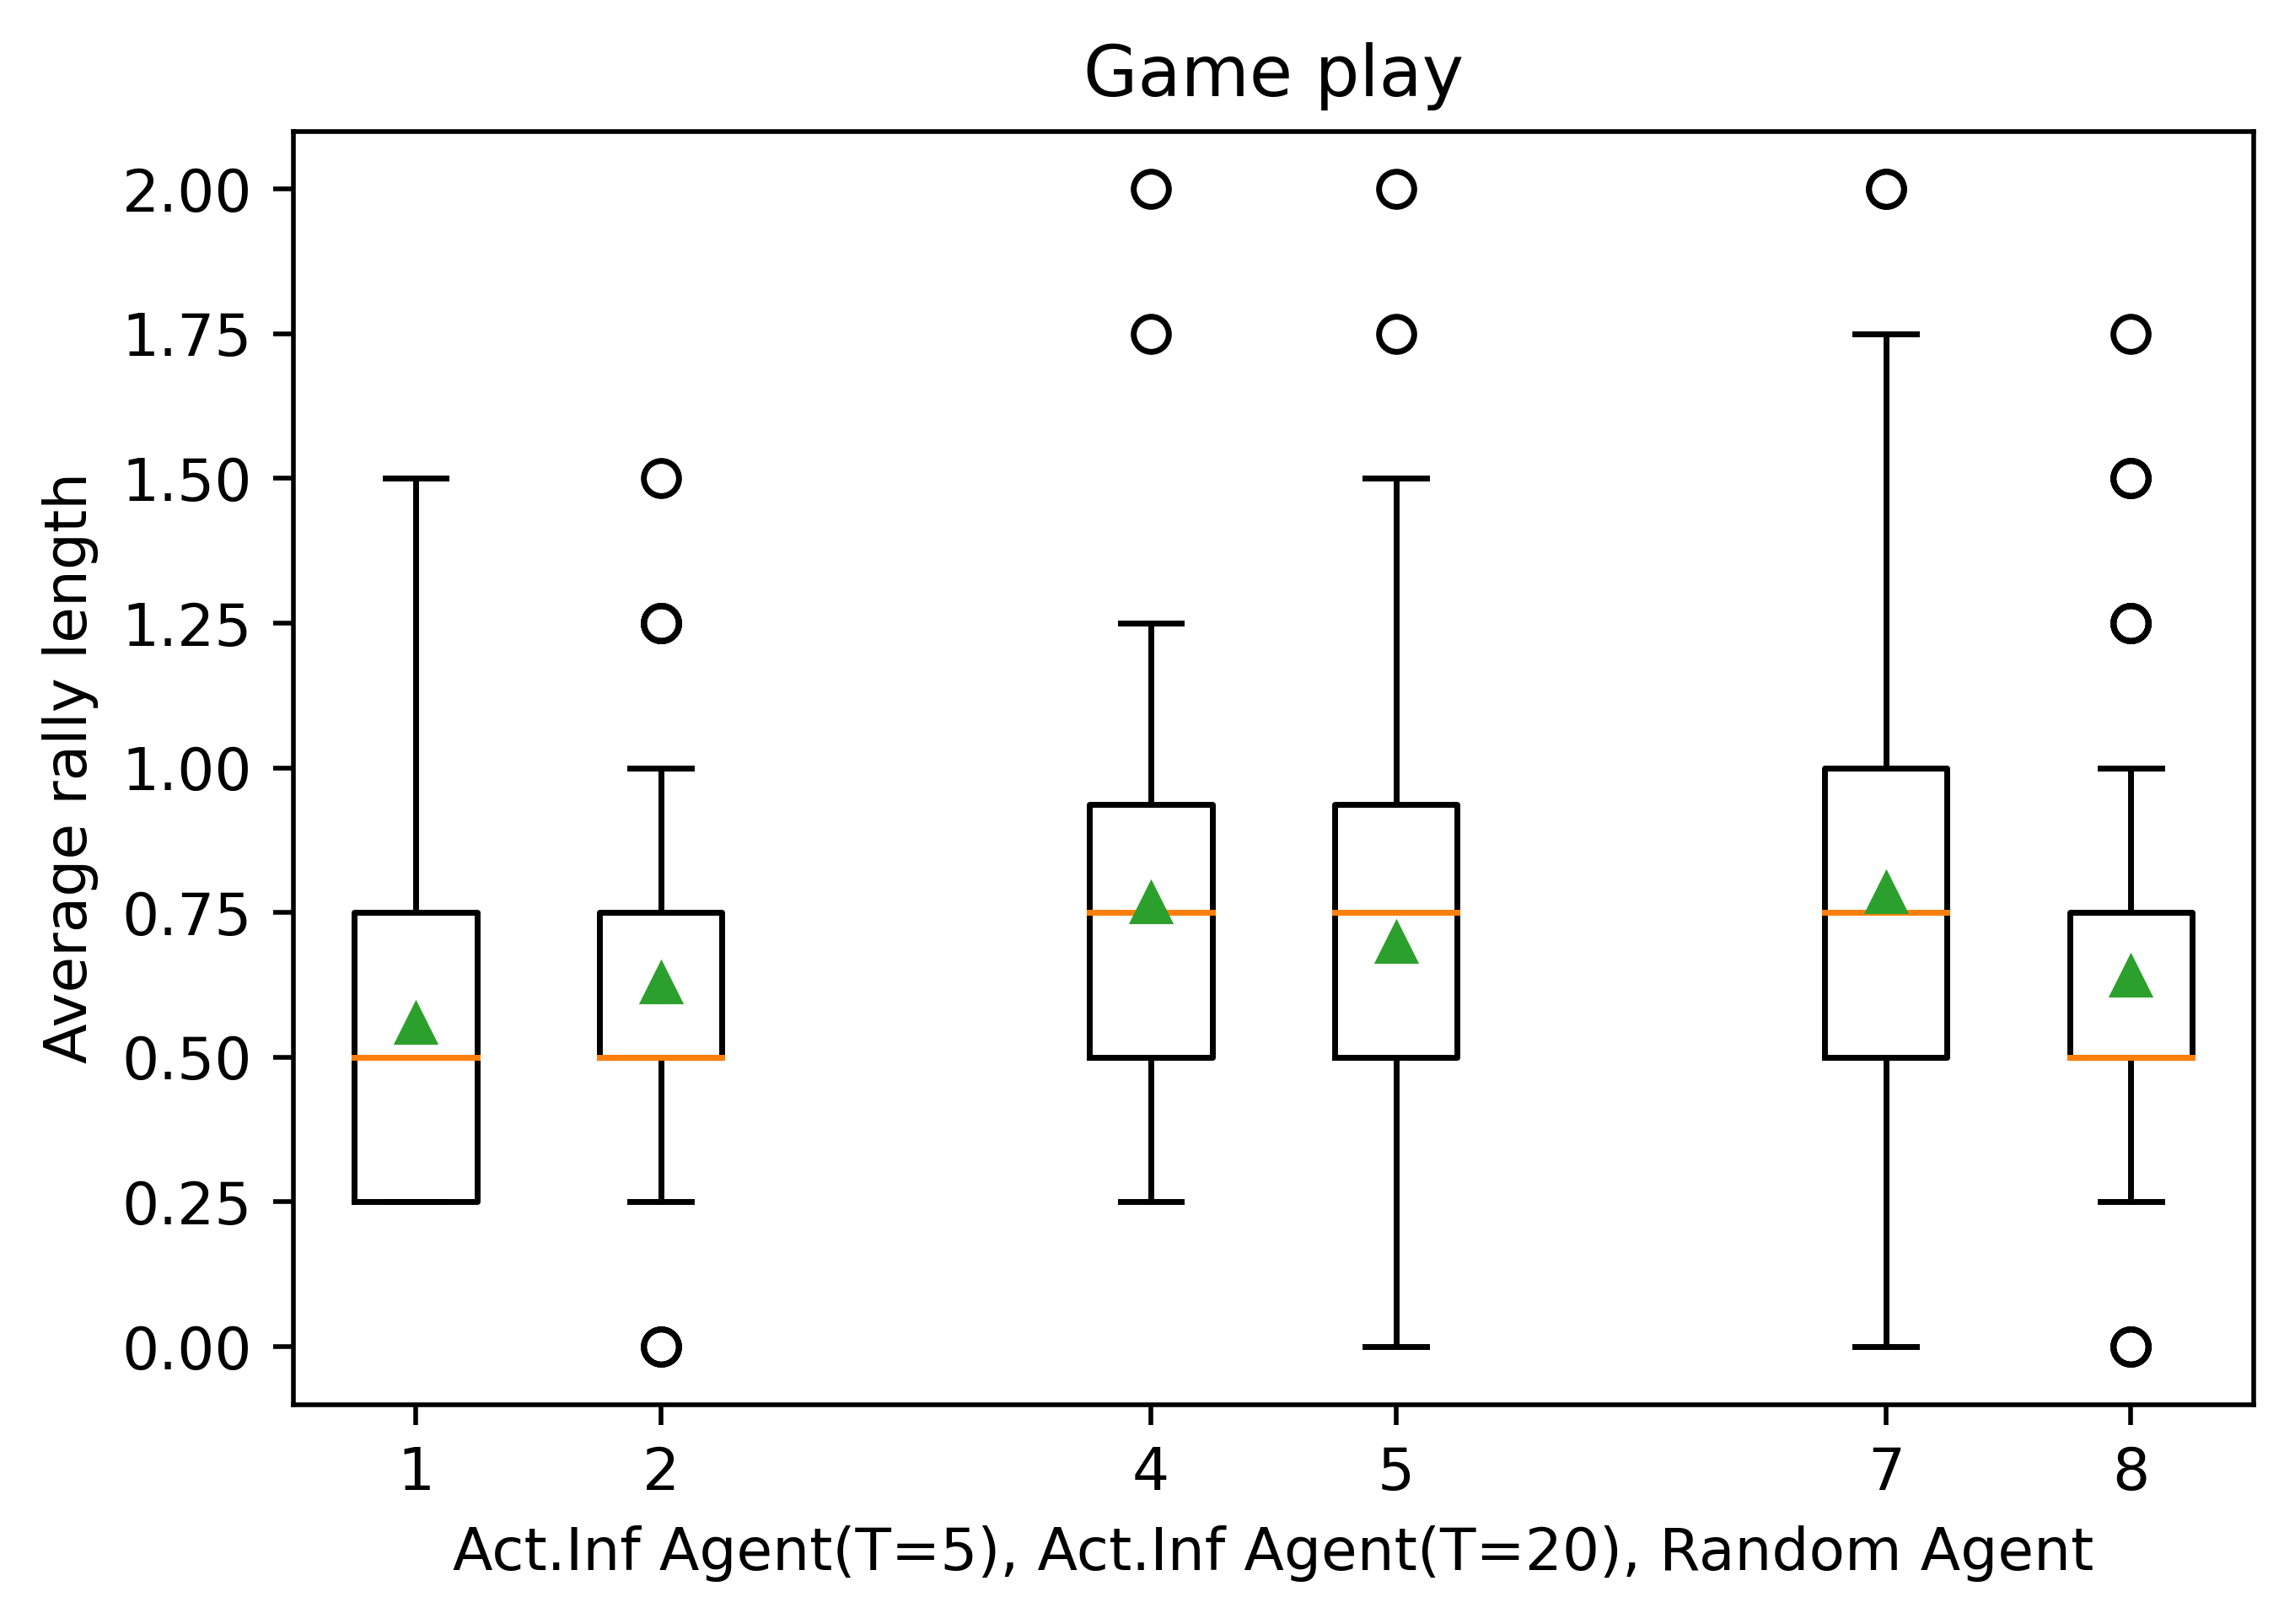 Game play
Average rally length
2.00
1.75
1.50
1.25
1.00
0.75
0.50
0.25
0.00
1 2 4 5 7 8
Act.Inf Agent(T=5), Act.Inf Agent(T=20), Random Agent